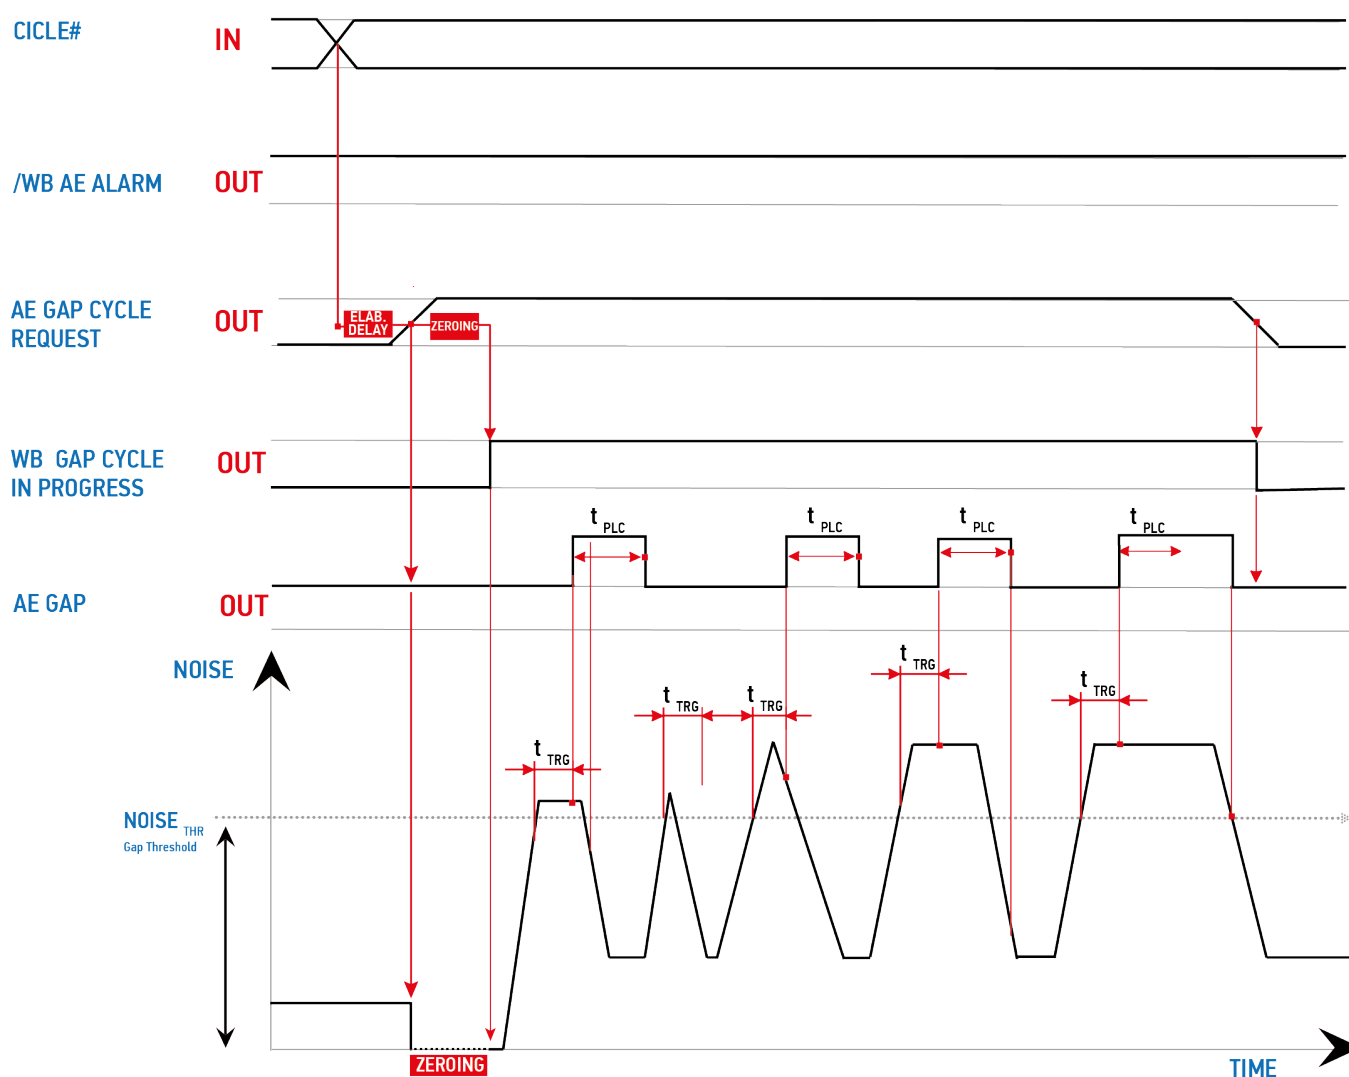 CICLE#
IN
/WB AE ALARM
OUT
AE GAP CYCLE
REQUEST
OUT
ELAB.
DELAY
ZEROING
WB GAP CYCLE
IN PROGRESS
OUT
t PLC
t PLC
t PLC
t PLC
AE GAP
OUT
NOISE
t TRG
t TRG
t TRG
t TRG
t TRG
NOISE THR
Gap Threshold
ZEROING
TIME